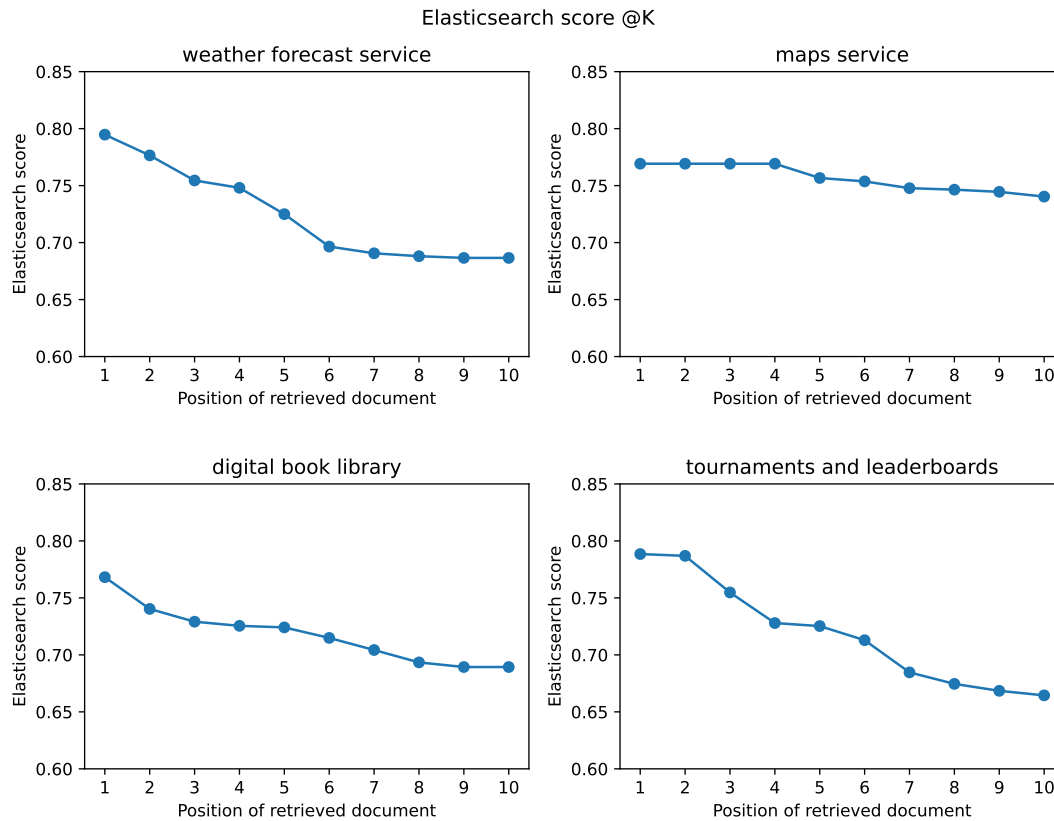 Elasticsearch score @K
weather forecast service
0.85
0.80
0.75
0.70
0.65
0.60
Elasticsearch score
1 2 3 4 5 6 7 8 9 10
Position of retrieved document
maps service
0.85
0.80
0.75
0.70
0.65
0.60
Elasticsearch score
1 2 3 4 5 6 7 8 9 10
Position of retrieved document
digital book library
0.85
0.80
0.75
0.70
0.65
0.60
Elasticsearch score
1 2 3 4 5 6 7 8 9 10
Position of retrieved document
tournaments and leaderboards
0.85
0.80
0.75
0.70
0.65
0.60
Elasticsearch score
1 2 3 4 5 6 7 8 9 10
Position of retrieved document